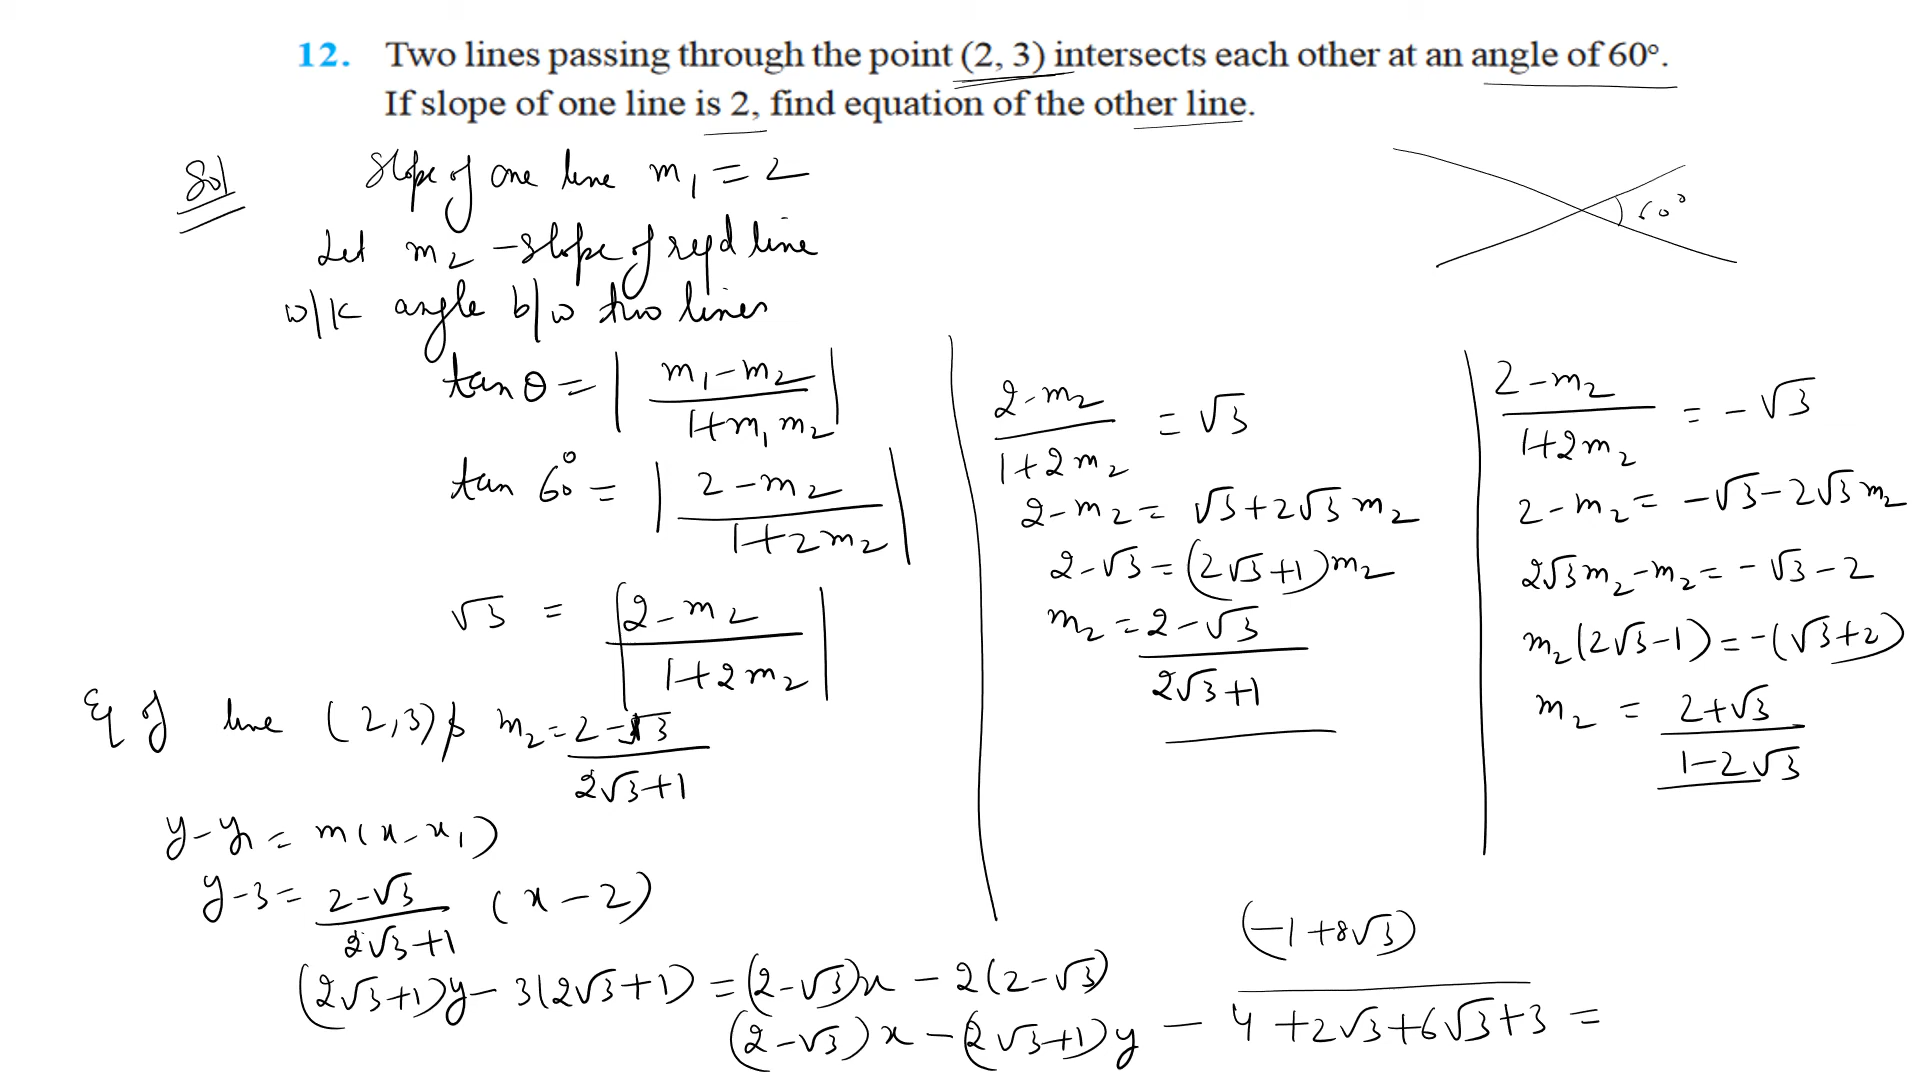 12. Two lines passing through the point (2, 3) intersects each other at an angle of 60°.
If slope of one line is 2, find equation of the other line.
Sol
Slope of one line m₁ = 2
60°
Let m₂ - slope of reqd line
w/k angle b/w two lines
tan θ = | (m₁ - m₂)/(1 + m₁m₂) |
tan 60° = | (2 - m₂)/(1 + 2m₂) |
√3 = | (2 - m₂)/(1 + 2m₂) |
(2 - m₂)/(1 + 2m₂) = √3
2 - m₂ = √3 + 2√3 m₂
2 - √3 = (2√3 + 1)m₂
m₂ = (2 - √3)/(2√3 + 1)
(2 - m₂)/(1 + 2m₂) = -√3
2 - m₂ = -√3 - 2√3 m₂
2√3 m₂ - m₂ = -√3 - 2
m₂(2√3 - 1) = -(√3 + 2)
m₂ = (2 + √3)/(1 - 2√3)
Eq of line (2,3) & m₂ = (2 - √3)/(2√3 + 1)
y - y₁ = m(x - x₁)
y - 3 = (2 - √3)/(2√3 + 1) (x - 2)
(2√3 + 1)y - 3(2√3 + 1) = (2 - √3)x - 2(2 - √3)
(-1 + 8√3)
(2 - √3)x - (2√3 + 1)y - 4 + 2√3 + 6√3 + 3 =